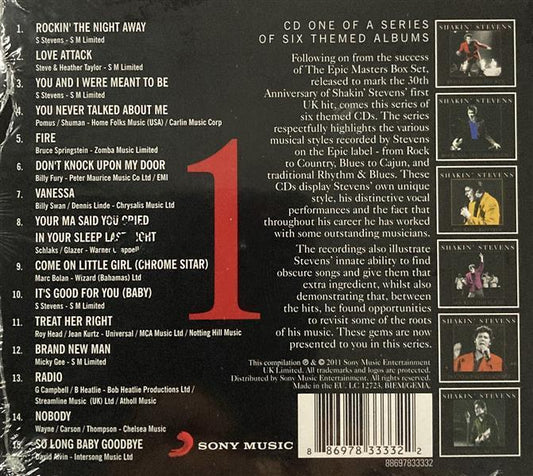 1. ROCKIN' THE NIGHT AWAY
S Stevens - S M Limited
2. LOVE ATTACK
Steve & Heather Taylor - S M Limited
3. YOU AND I WERE MEANT TO BE
S Stevens - S M Limited
4. YOU NEVER TALKED ABOUT ME
Pomus / Shuman - Home Folks Music (USA) / Carlin Music Corp
5. FIRE
Bruce Springstein - Zomba Music Limited
6. DON'T KNOCK UPON MY DOOR
Billy Fury - Peter Maurice Music Co Ltd / EMI
7. VANESSA
Billy Swan / Dennis Linde - Chrysalis Music Ltd
8. YOUR MA SAID YOU CRIED
IN YOUR SLEEP LAST NIGHT
Schlaks / Glazer - Warner Chappell
9. COME ON LITTLE GIRL (CHROME SITAR)
Marc Bolan - Wizard (Bahamas) Ltd
10. IT'S GOOD FOR YOU (BABY)
S Stevens - S M Limited
11. TREAT HER RIGHT
Roy Head / Jean Kurtz - Universal / MCA Music Ltd / Notting Hill Music
12. BRAND NEW MAN
Micky Gee - S M Limited
13. RADIO
G Campbell / B Heatlie - Bob Heatlie Productions Ltd /
Streamline Music (UK) Ltd / Atholl Music
14. NOBODY
Wayne / Carson / Thompson - Chelsea Music
15. SO LONG BABY GOODBYE
David Alvin - Intersong Music Ltd
1
CD ONE OF A SERIES
OF SIX THEMED ALBUMS
Following on from the success
of The Epic Masters Box Set,
released to mark the 30th
Anniversary of Shakin' Stevens' first
UK hit, comes this series of
six themed CDs. The series
respectfully highlights the various
musical styles recorded by Stevens
on the Epic label - from Rock
to Country, Blues to Cajun, and
traditional Rhythm & Blues. These
CDs display Stevens' own unique
style, his distinctive vocal
performances and the fact that
throughout his career he has worked
with some outstanding musicians.
The recordings also illustrate
Stevens' innate ability to find
obscure songs and give them that
extra ingredient, whilst also
demonstrating that, between
the hits, he found opportunities
to revisit some of the roots
of his music. These gems are now
presented to you in this series.
This compilation ℗ & © 2011 Sony Music Entertainment
UK Limited. All trademarks and logos are protected.
Distributed by Sony Music Entertainment. All rights reserved.
Made in the EU. LC 12723. BIEM/GEMA.
SONY MUSIC
8 86978 33332 2
88697833332
SHAKIN' STEVENS
SHAKIN' STEVENS
SHAKIN' STEVENS
SHAKIN' STEVENS
SHAKIN' STEVENS
SHAKIN' STEVENS